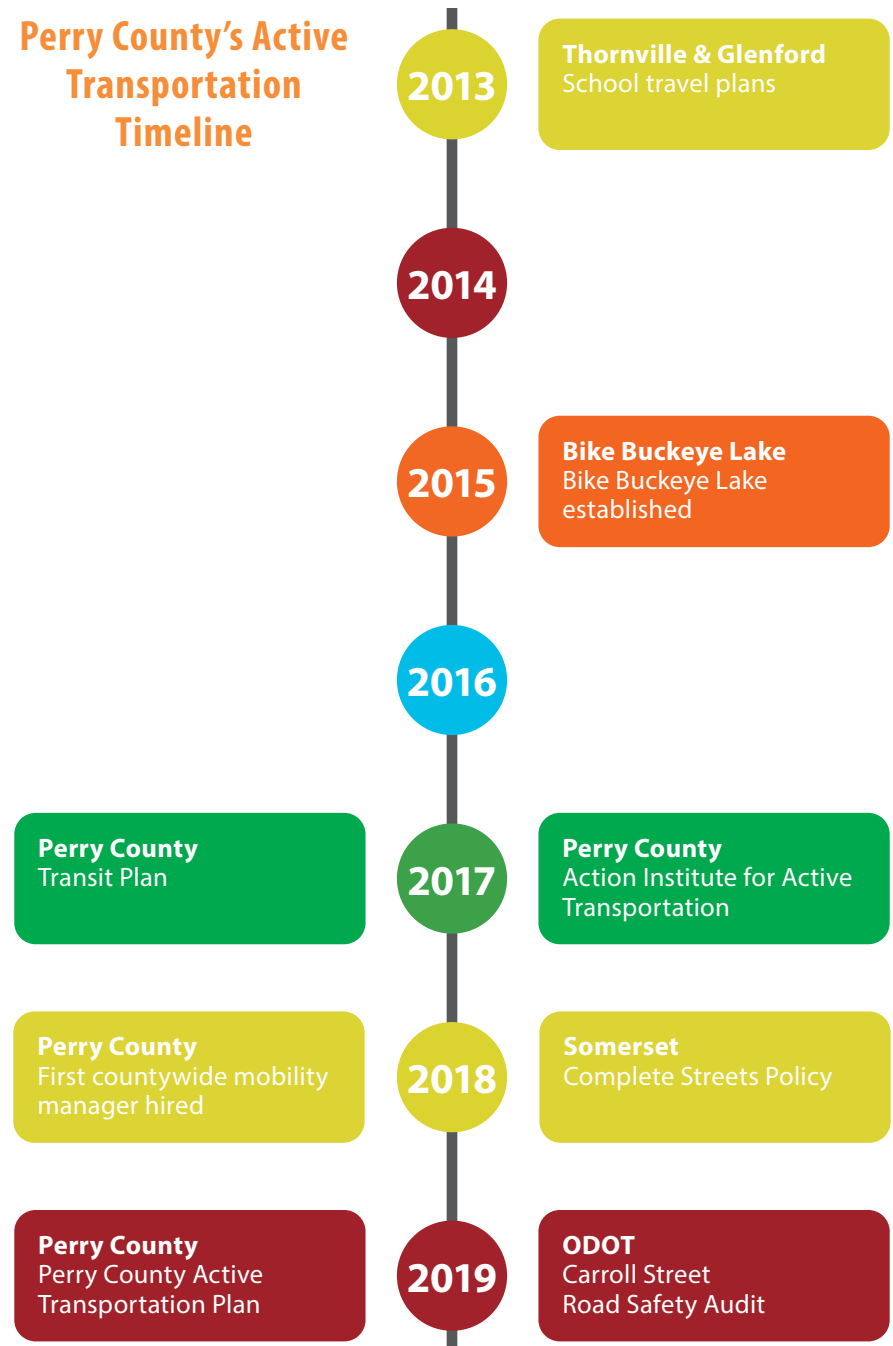 Perry County's Active
Transportation
Timeline
2013
Thornville & Glenford
School travel plans
2014
2015
Bike Buckeye Lake
Bike Buckeye Lake
established
2016
Perry County
Transit Plan
2017
Perry County
Action Institute for Active
Transportation
Perry County
First countywide mobility
manager hired
2018
Somerset
Complete Streets Policy
Perry County
Perry County Active
Transportation Plan
2019
ODOT
Carroll Street
Road Safety Audit